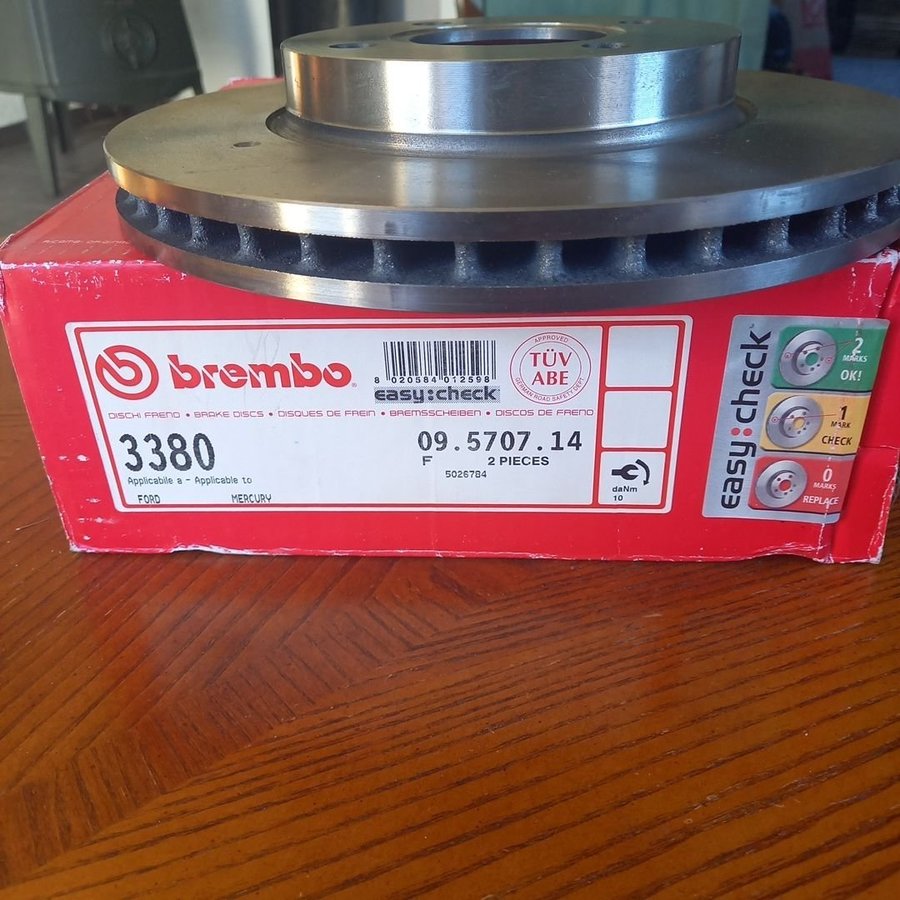 brembo
8 020584 012598
easy:check
APPROVED
TÜV
ABE
GERMAN ROAD SAFETY DEPT.
DISCHI FRENO • BRAKE DISCS • DISQUES DE FREIN • BREMSSCHEIBEN • DISCOS DE FRENO
3380
09.5707.14
F 2 PIECES
5026784
Applicabile a - Applicable to
FORD MERCURY
daNm
10
easy:check
2
MARKS
OK!
1
MARK
CHECK
0
MARKS
REPLACE